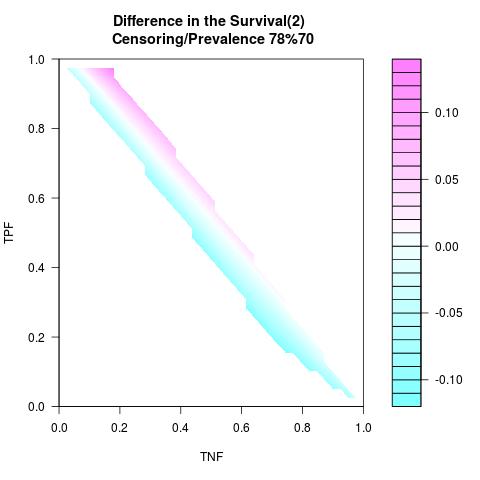 Difference in the Survival(2)
Censoring/Prevalence 78%70
1.0
0.8
0.6
0.4
0.2
0.0
TPF
0.0 0.2 0.4 0.6 0.8 1.0
TNF
0.10
0.05
0.00
-0.05
-0.10